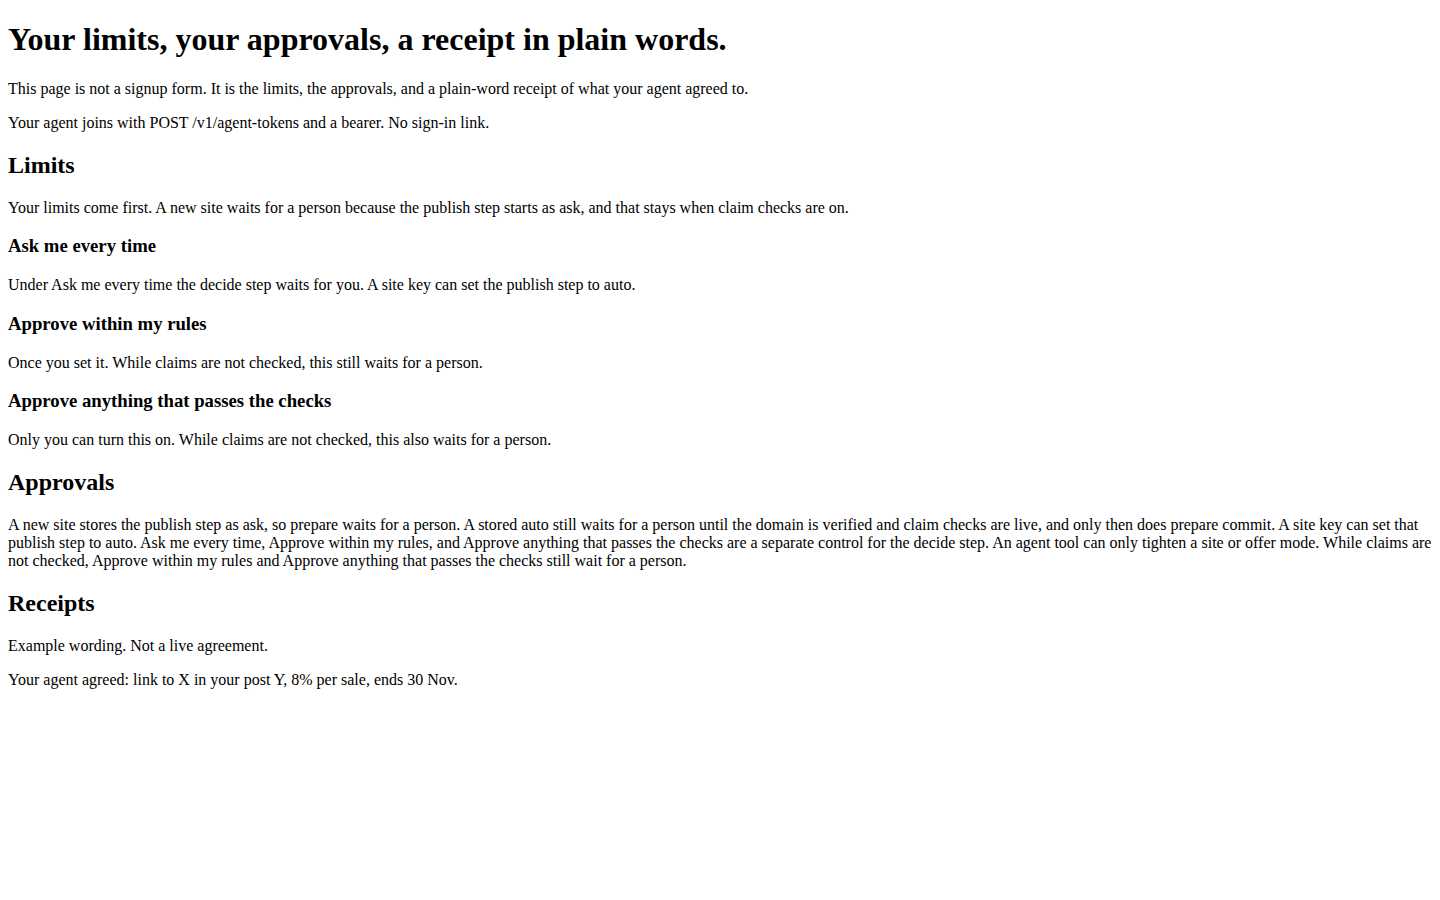 Your limits, your approvals, a receipt in plain words.
This page is not a signup form. It is the limits, the approvals, and a plain-word receipt of what your agent agreed to.
Your agent joins with POST /v1/agent-tokens and a bearer. No sign-in link.
Limits
Your limits come first. A new site waits for a person because the publish step starts as ask, and that stays when claim checks are on.
Ask me every time
Under Ask me every time the decide step waits for you. A site key can set the publish step to auto.
Approve within my rules
Once you set it. While claims are not checked, this still waits for a person.
Approve anything that passes the checks
Only you can turn this on. While claims are not checked, this also waits for a person.
Approvals
A new site stores the publish step as ask, so prepare waits for a person. A stored auto still waits for a person until the domain is verified and claim checks are live, and only then does prepare commit. A site key can set that
publish step to auto. Ask me every time, Approve within my rules, and Approve anything that passes the checks are a separate control for the decide step. An agent tool can only tighten a site or offer mode. While claims are
not checked, Approve within my rules and Approve anything that passes the checks still wait for a person.
Receipts
Example wording. Not a live agreement.
Your agent agreed: link to X in your post Y, 8% per sale, ends 30 Nov.